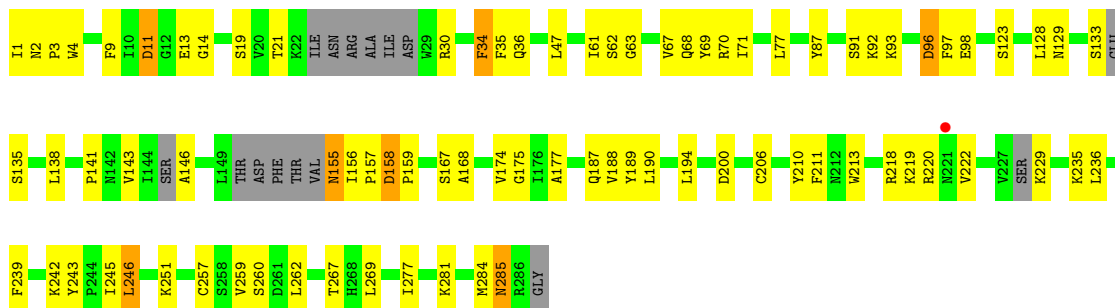 I1 N2 P3 W4 F9 I10 D11 G12 E13 G14 S19 V20 T21 K22 ILE ASN ARG ALA ILE ASP W29 R30 F34 F35 Q36 L47 I61 S62 G63 V67 Q68 Y69 R70 I71 L77 Y87 S91 K92 K93 D96 F97 E98 S123 L128 N129 S133 GLU
S135 L138 P141 N142 V143 I144 SER A146 L149 THR ASP PHE THR VAL N155 I156 P157 D158 P159 S167 A168 V174 G175 I176 A177 Q187 V188 Y189 L190 L194 D200 C206 Y210 F211 N212 W213 R218 K219 R220 N221 V222 V227 SER K229 K235 L236
F239 K242 Y243 P244 I245 L246 K251 C257 S258 V259 S260 D261 L262 T267 H268 L269 I277 K281 M284 N285 R286 GLY